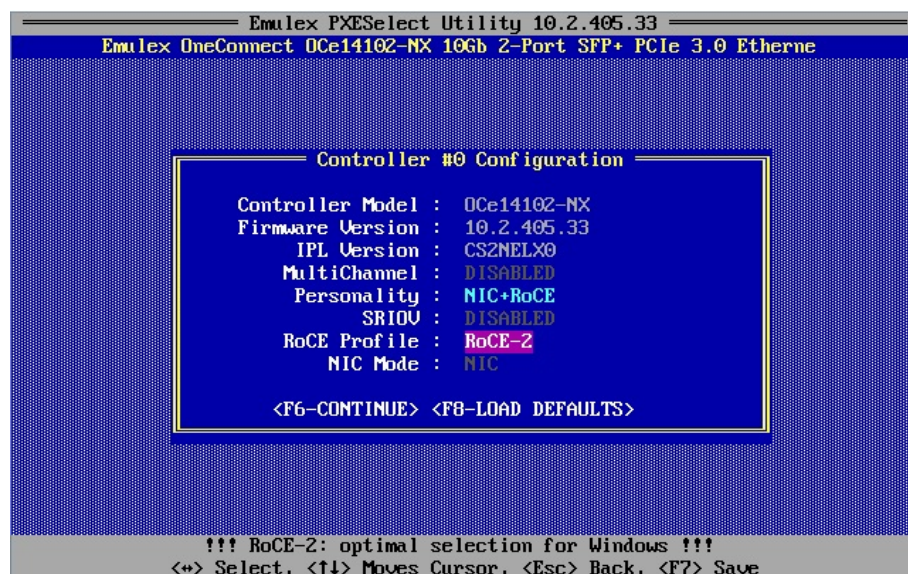 Emulex PXESelect Utility 10.2.405.33
Emulex OneConnect OCe14102-NX 10Gb 2-Port SFP+ PCIe 3.0 Etherne
Controller #0 Configuration
Controller Model : OCe14102-NX
Firmware Version : 10.2.405.33
IPL Version : CS2NELX0
MultiChannel : DISABLED
Personality : NIC+RoCE
SRIOV : DISABLED
RoCE Profile : RoCE-2
NIC Mode : NIC
<F6-CONTINUE> <F8-LOAD DEFAULTS>
!!! RoCE-2: optimal selection for Windows !!!
<↔> Select, <↑↓> Moves Cursor, <Esc> Back, <F7> Save